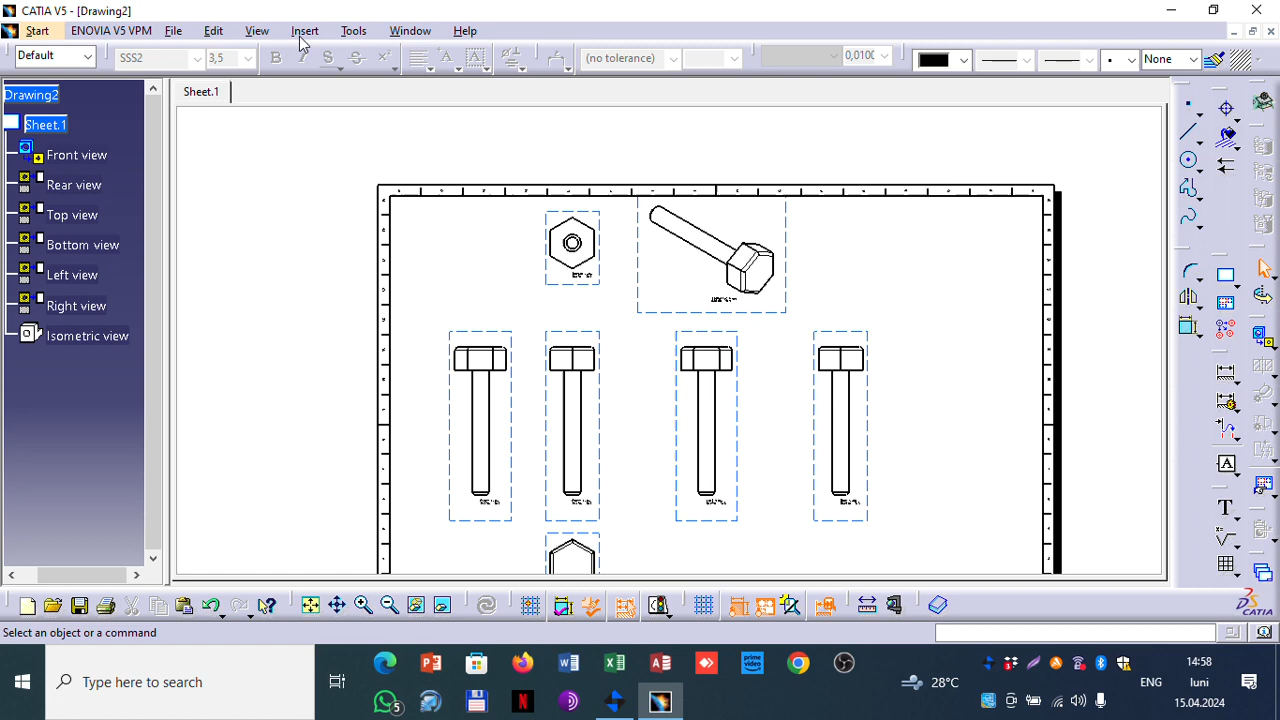 CATIA V5 - [Drawing2]
Start ENOVIA V5 VPM File Edit View Insert Tools Window Help
Default SSS2 3,5 B I S S (no tolerance) 0,0100 None
Drawing2
Sheet.1
Sheet.1
Front view
Rear view
Top view
Bottom view
Left view
Right view
Isometric view
Select an object or a command
CATIA
Type here to search
5
28°C
ENG
14:58
luni
15.04.2024